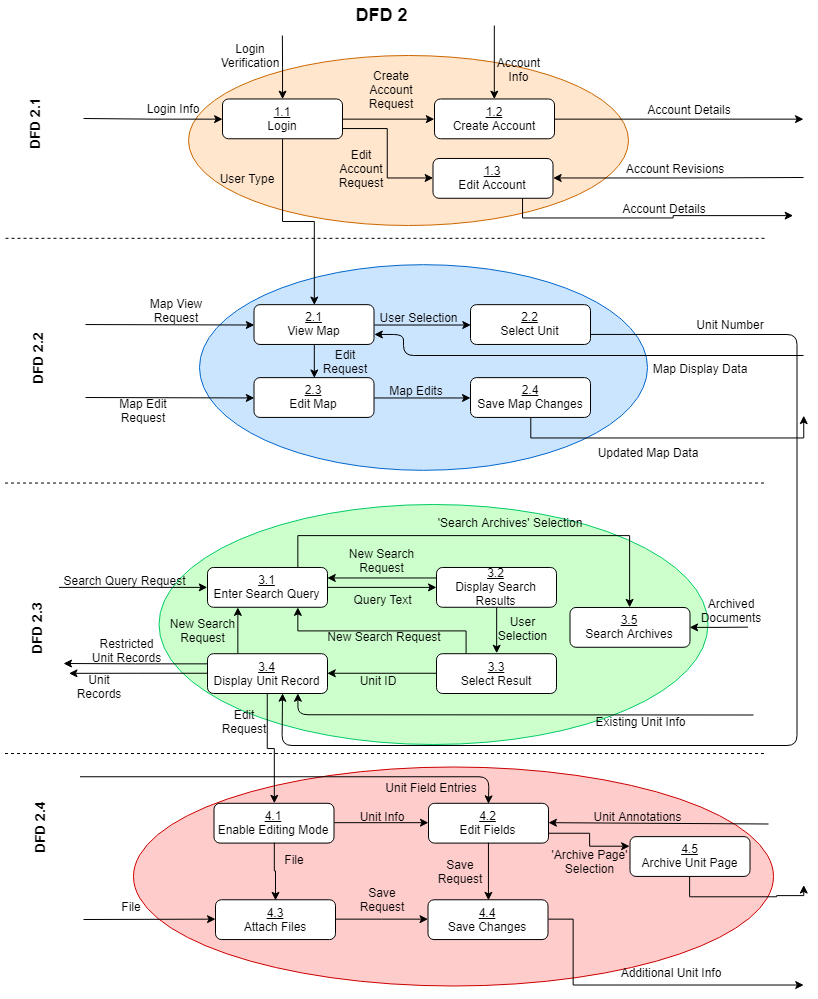 DFD 2
DFD 2.1
Login
Verification
Account
Info
Create
Account
Request
Login Info
1.1
Login
1.2
Create Account
Account Details
Edit
Account
Request
1.3
Edit Account
Account Revisions
User Type
Account Details
DFD 2.2
Map View
Request
2.1
View Map
User Selection
2.2
Select Unit
Unit Number
Edit
Request
Map Display Data
Map Edit
Request
2.3
Edit Map
Map Edits
2.4
Save Map Changes
Updated Map Data
DFD 2.3
'Search Archives' Selection
Search Query Request
3.1
Enter Search Query
New Search
Request
Query Text
3.2
Display Search
Results
Archived
Documents
3.5
Search Archives
New Search
Request
New Search Request
User
Selection
Restricted
Unit Records
Unit
Records
3.4
Display Unit Record
Unit ID
3.3
Select Result
Edit
Request
Existing Unit Info
DFD 2.4
Unit Field Entries
4.1
Enable Editing Mode
Unit Info
4.2
Edit Fields
Unit Annotations
'Archive Page'
Selection
4.5
Archive Unit Page
File
Save
Request
File
4.3
Attach Files
Save
Request
4.4
Save Changes
Additional Unit Info